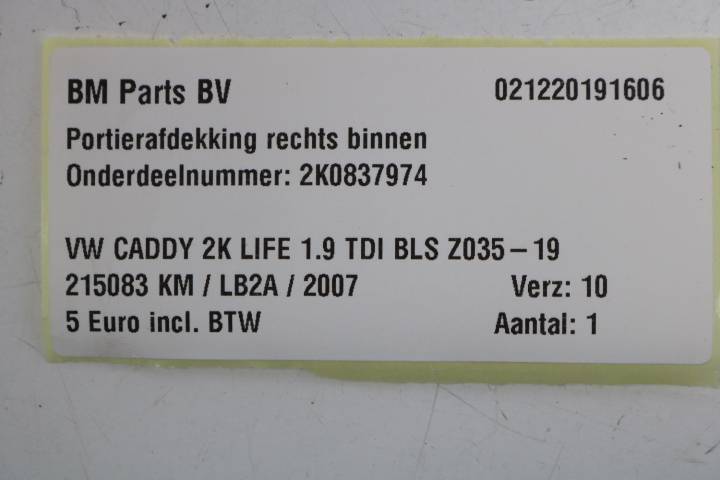 BM Parts BV 021220191606
Portierafdekking rechts binnen
Onderdeelnummer: 2K0837974
VW CADDY 2K LIFE 1.9 TDI BLS Z035-19
215083 KM / LB2A / 2007 Verz: 10
5 Euro incl. BTW Aantal: 1